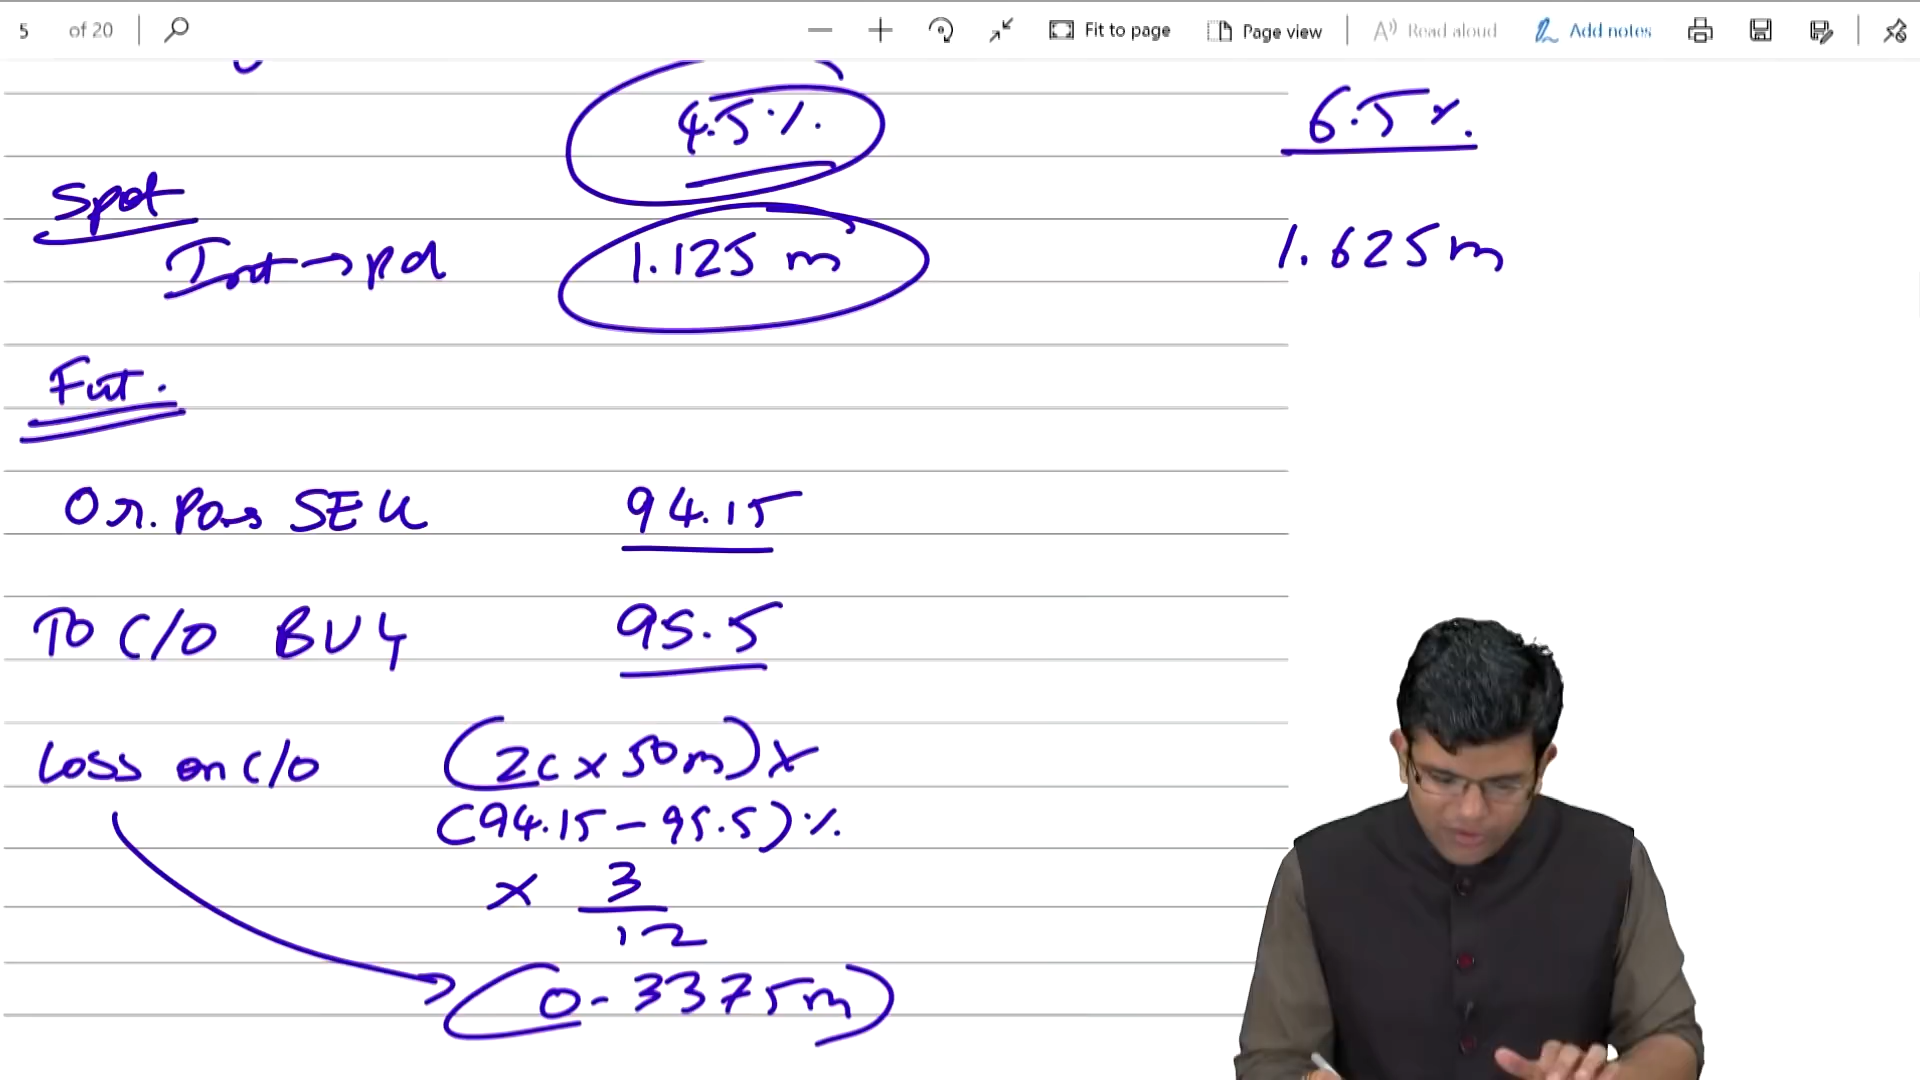 5 of 20 Fit to page Page view Read aloud Add notes
4.5% 6.5%
Spot
Int → pd 1.125 m 1.625 m
Fut.
Or. Pos SELL 94.15
To C/O BUY 95.5
Loss on C/O (2c x 50m) x
(94.15 - 95.5)%
x 3/12
(0.3375m)